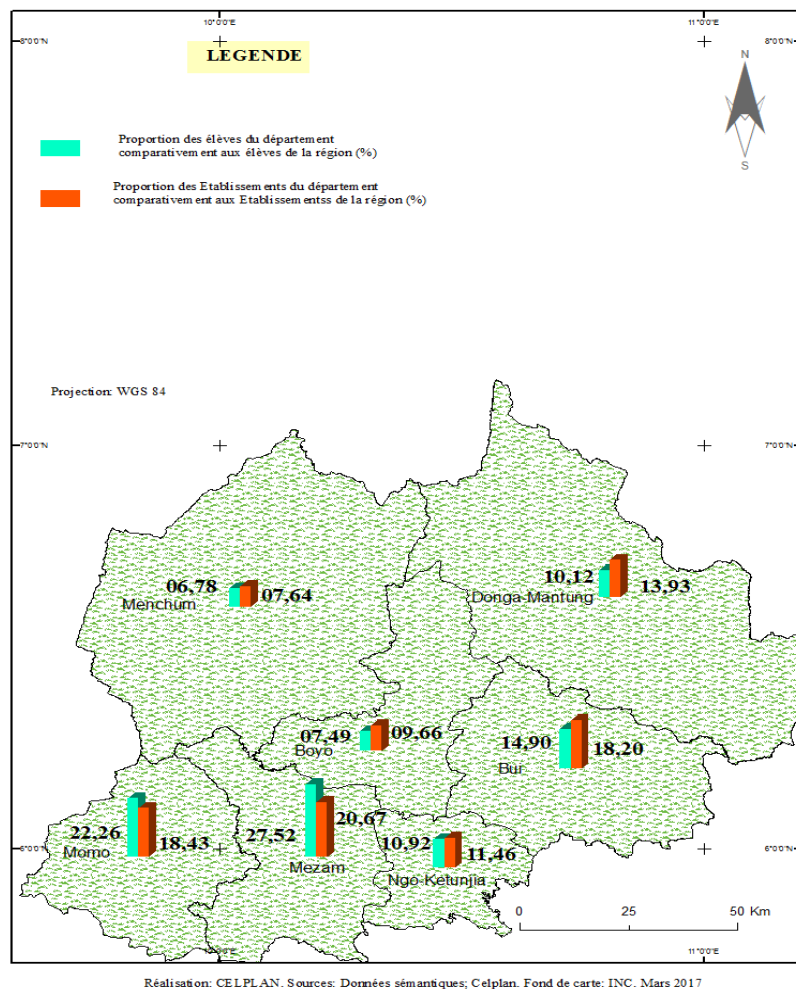 10°0'0"E
11°0'0"E
8°0'0"N
8°0'0"N
LEGENDE
N
S
Proportion des élèves du département
comparativement aux élèves de la région (%)
Proportion des Etablissements du département
comparativement aux Etablissementss de la région (%)
Projection: WGS 84
7°0'0"N
7°0'0"N
06,78
07,64
Menchum
10,12
13,93
Donga-Mantung
07,49
09,66
Boyo
14,90
18,20
Bui
22,26
18,43
Momo
27,52
20,67
Mezam
10,92
11,46
Ngo-Ketunjia
6°0'0"N
6°0'0"N
0
25
50 Km
10°0'0"E
11°0'0"E
Réalisation: CELPLAN. Sources: Données sémantiques; Celplan. Fond de carte: INC. Mars 2017